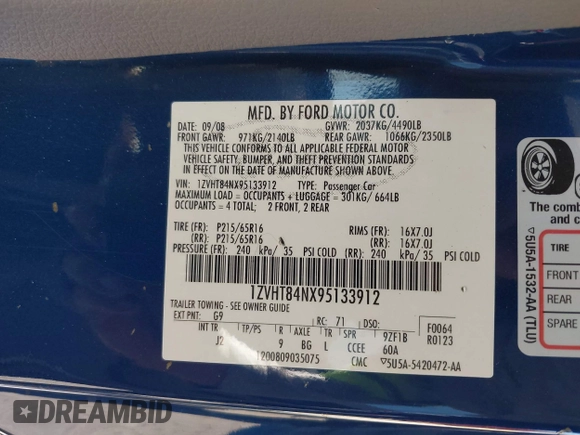 MFD. BY FORD MOTOR CO.
DATE: 09/08 GVWR: 2037KG/4490LB
FRONT GAWR: 971KG/2140LB REAR GAWR: 1066KG/2350LB
THIS VEHICLE CONFORMS TO ALL APPLICABLE FEDERAL MOTOR
VEHICLE SAFETY, BUMPER, AND THEFT PREVENTION STANDARDS
IN EFFECT ON THE DATE OF MANUFACTURE SHOWN ABOVE.
VIN: 1ZVHT84NX95133912 TYPE: Passenger Car
MAXIMUM LOAD = OCCUPANTS + LUGGAGE = 301KG/664LB
OCCUPANTS = 4 TOTAL; 2 FRONT, 2 REAR
TIRE (FR): P215/65R16 RIMS (FR): 16X7.0J
(RR): P215/65R16 (RR): 16X7.0J
PRESSURE (FR): 240 kPa/35 PSI COLD (RR): 240 kPa/35 PSI COLD
1ZVHT84NX95133912
TRAILER TOWING - SEE OWNER GUIDE
EXT PNT: G9 RC: 71 DSO: F0064
INT TR TP/PS R AXLE TR SPR R0123
J2 9 BG L CCEE 60A 9ZF1B
1200809035075 CMC ▽5U5A-5420472-AA
The comb
and c
▽5U5A-1532-AA (TLU)
TIRE
FRONT
REAR
SPARE
DREAMBID